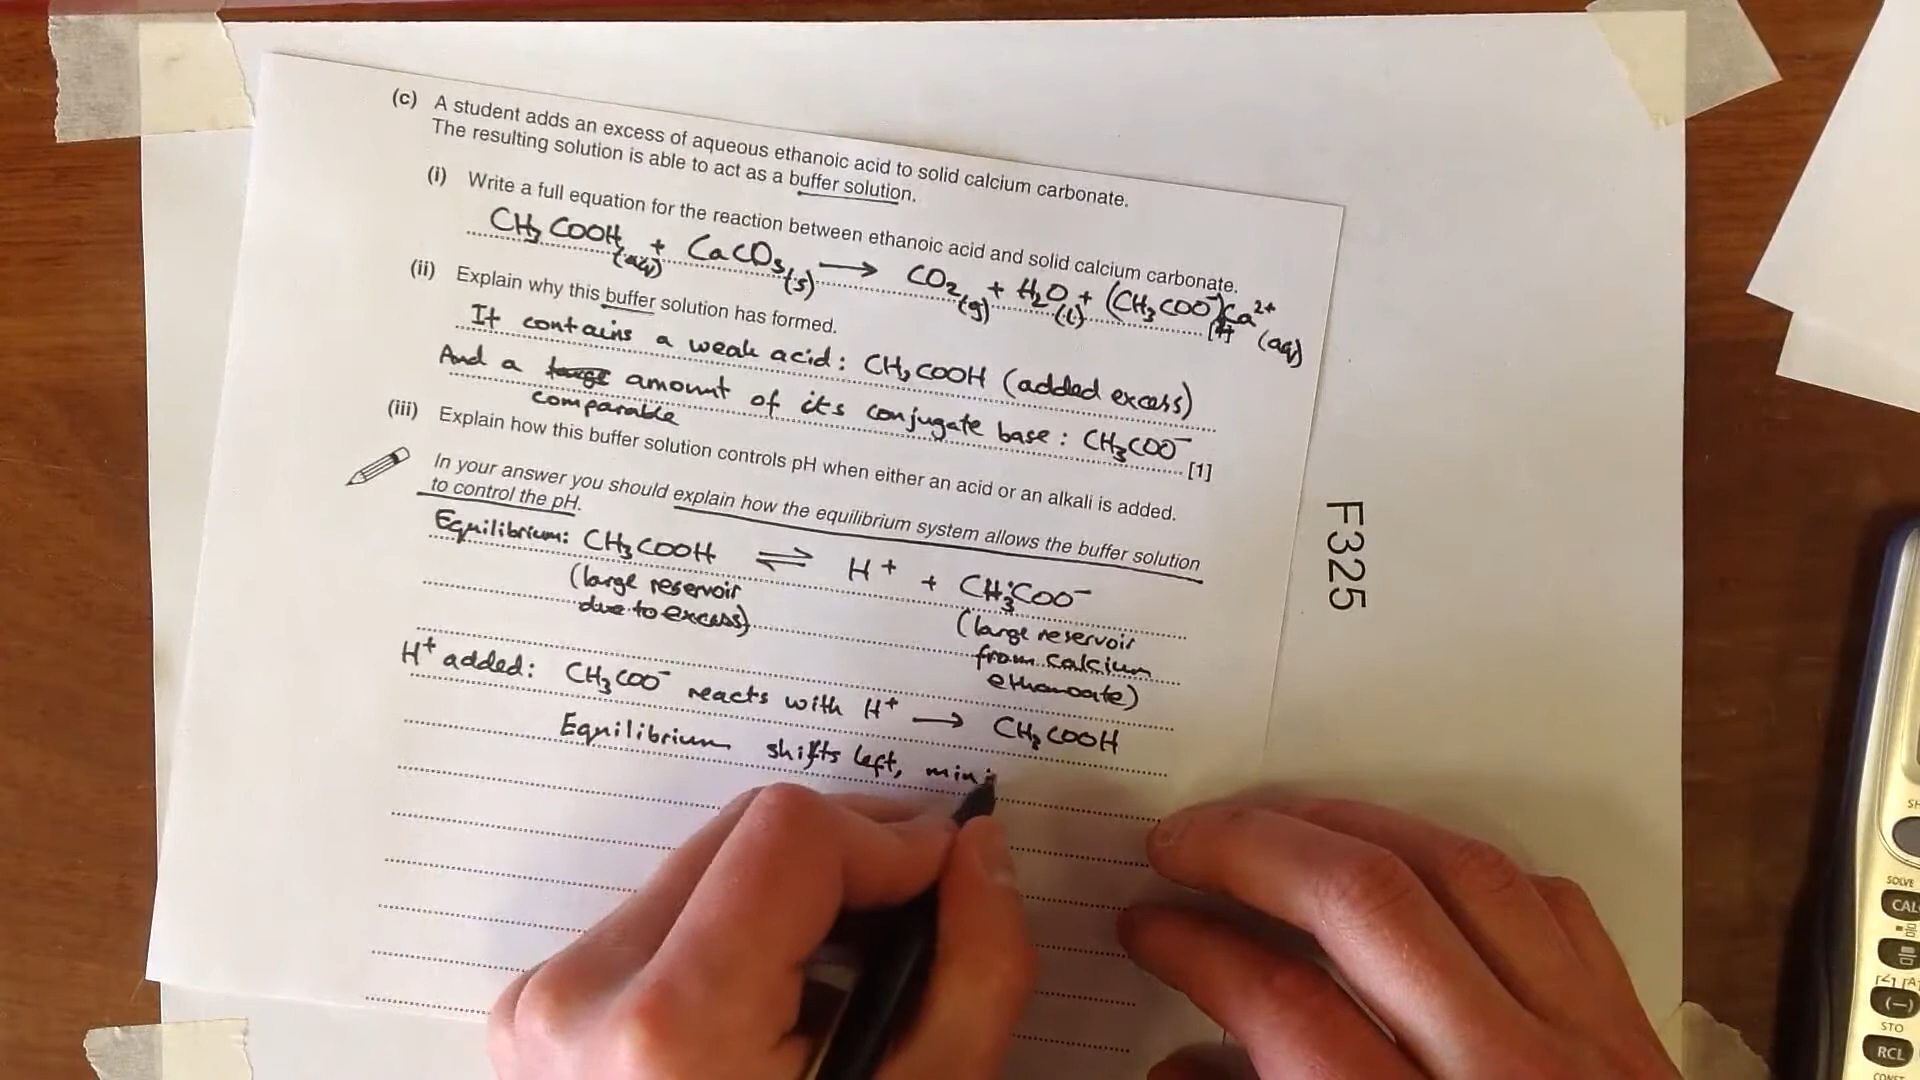 (c) A student adds an excess of aqueous ethanoic acid to solid calcium carbonate.
The resulting solution is able to act as a buffer solution.
(i) Write a full equation for the reaction between ethanoic acid and solid calcium carbonate.
CH3COOH(aq) + CaCO3(s) → CO2(g) + H2O(l) + (CH3COO-) Ca2+ (aq)
(ii) Explain why this buffer solution has formed.
It contains a weak acid: CH3COOH (added excess)
And a amount of its conjugate base: CH3COO-
comparable
[1]
(iii) Explain how this buffer solution controls pH when either an acid or an alkali is added.
In your answer you should explain how the equilibrium system allows the buffer solution
to control the pH.
Equilibrium: CH3COOH ⇌ H+ + CH3COO-
(large reservoir
due to excess)
(large reservoir
from calcium
ethanoate)
H+ added: CH3COO- reacts with H+ → CH3COOH
Equilibrium shifts left, mini
F325
SOLVE
STO
RCL